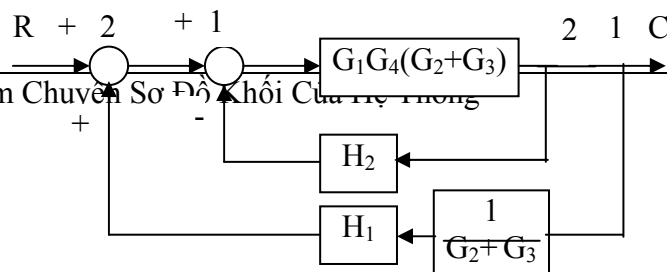 R + 2 + 1 G₁G₄(G₂+G₃) 2 1 C
m Chuyển Sơ Đồ Khối Của Hệ Thống
+ -
H₂
H₁ 1
G₂+ G₃